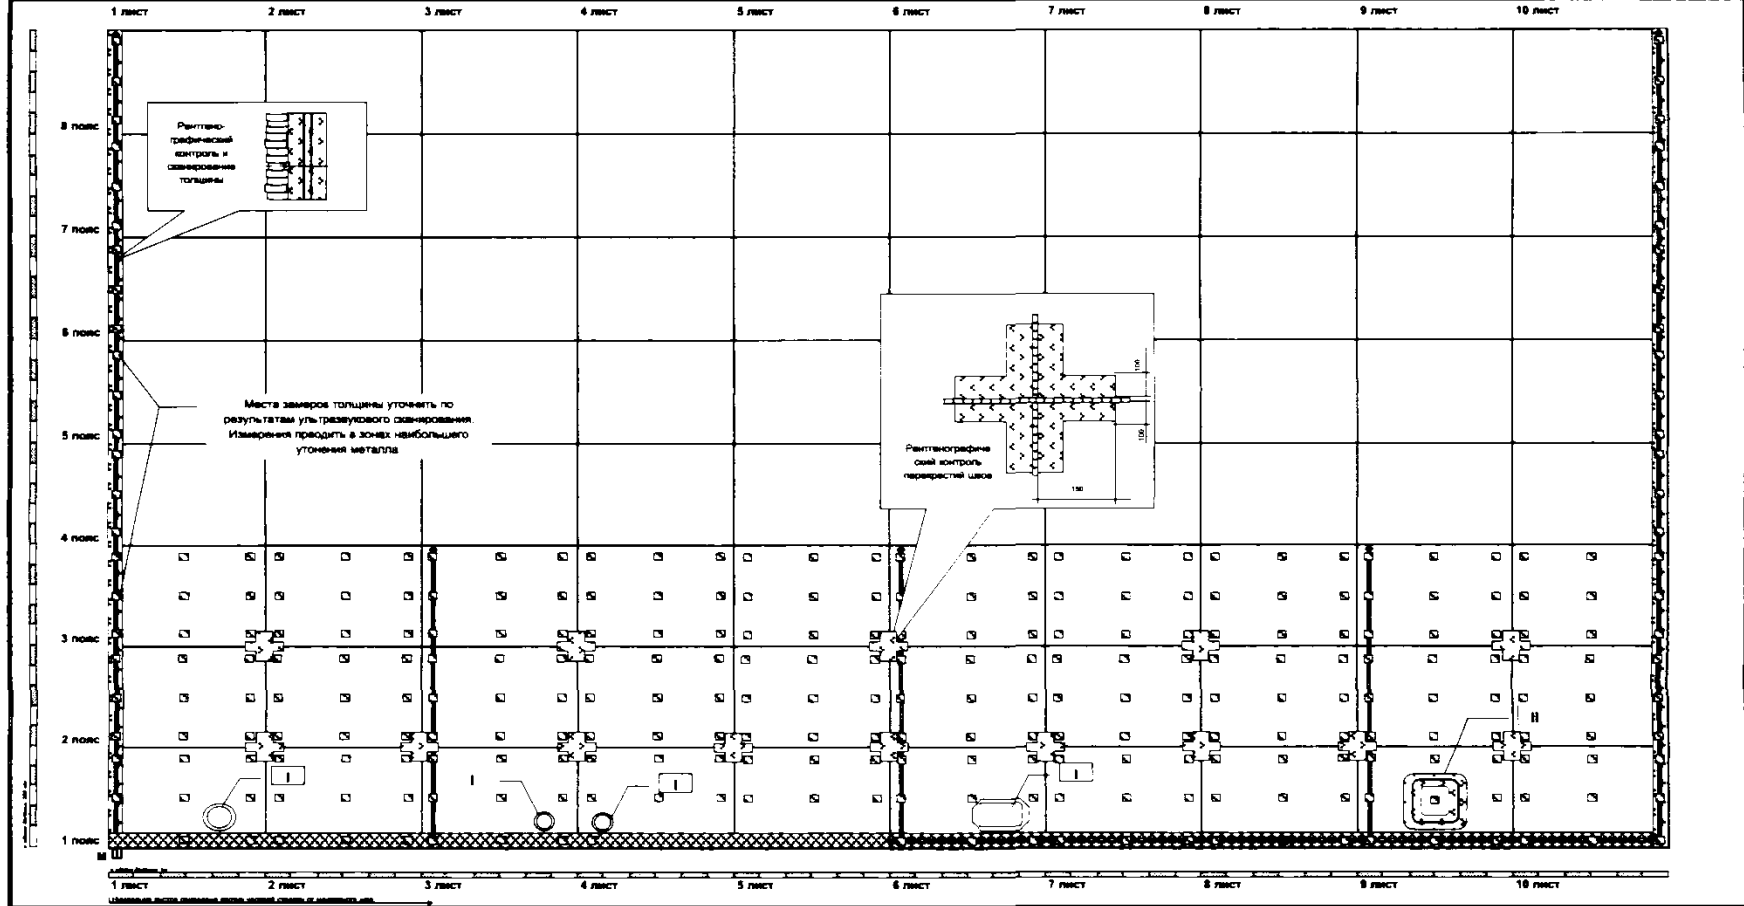 1 лист 2 лист 3 лист 4 лист 5 лист 6 лист 7 лист 8 лист 9 лист 10 лист
8 пояс
Рентгено-
графический
контроль и
сканирование
толщины
7 пояс
6 пояс
100
Места замеров толщины уточнить по
результатам ультразвукового сканирования.
Измерения проводить в зонах наибольшего
утонения металла
5 пояс
100
Рентгенографиче
ский контроль
перекрестий швов
150
4 пояс
3 пояс
2 пояс
II
I I I I
1 пояс
III
1 лист 2 лист 3 лист 4 лист 5 лист 6 лист 7 лист 8 лист 9 лист 10 лист